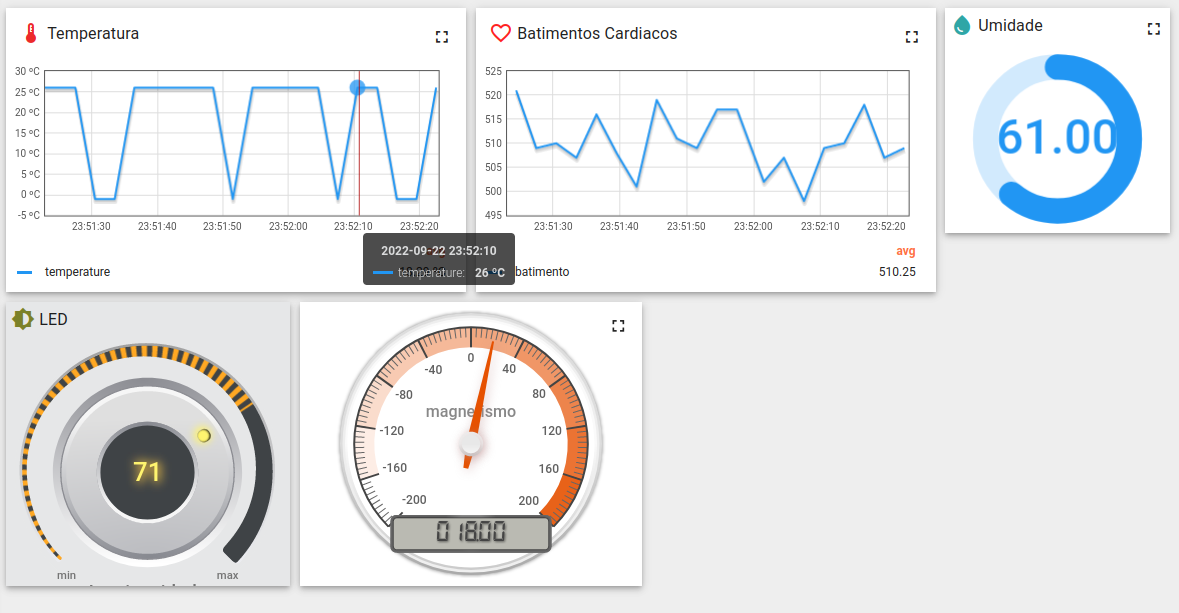 Temperatura
30 ºC
25 ºC
20 ºC
15 ºC
10 ºC
5 ºC
0 ºC
-5 ºC
23:51:30 23:51:40 23:51:50 23:52:00 23:52:10 23:52:20
2022-09-22 23:52:10
temperature: 26 ºC
temperature
Batimentos Cardiacos
525
520
515
510
505
500
495
23:51:30 23:51:40 23:51:50 23:52:00 23:52:10 23:52:20
avg
batimento 510.25
Umidade
61.00
LED
71
min max
magnetismo
-200
-160
-120
-80
-40
0
40
80
120
160
200
018.00